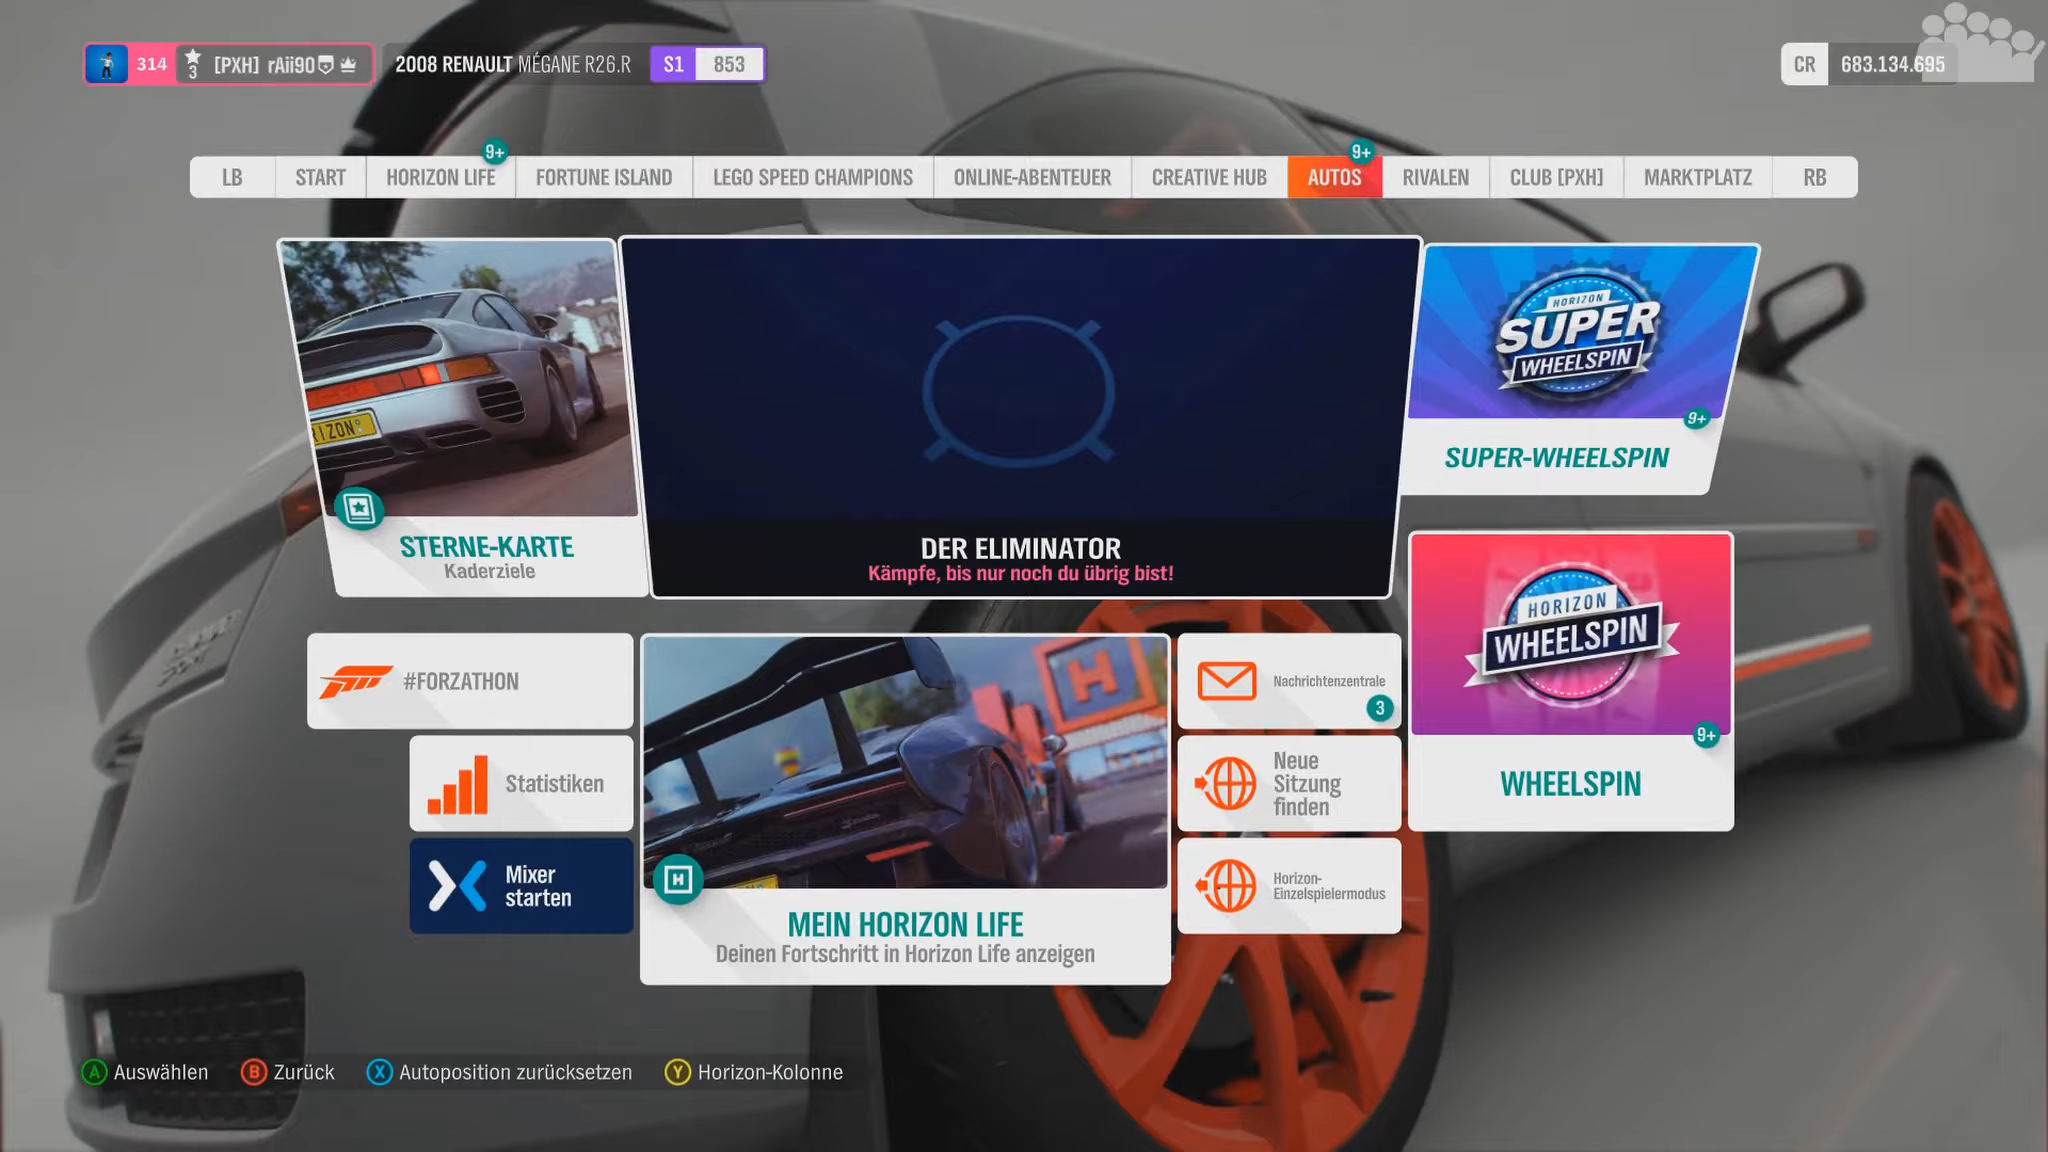 314 3 [PXH] rAii90
2008 RENAULT MÉGANE R26.R S1 853
CR 683.134.695
LB START HORIZON LIFE 9+ FORTUNE ISLAND LEGO SPEED CHAMPIONS ONLINE-ABENTEUER CREATIVE HUB AUTOS 9+ RIVALEN CLUB [PXH] MARKTPLATZ RB
RIZON
STERNE-KARTE
Kaderziele
DER ELIMINATOR
Kämpfe, bis nur noch du übrig bist!
HORIZON
SUPER
WHEELSPIN
9+
SUPER-WHEELSPIN
#FORZATHON
Statistiken
Mixer
starten
H
H
MEIN HORIZON LIFE
Deinen Fortschritt in Horizon Life anzeigen
Nachrichtenzentrale
3
Neue
Sitzung
finden
Horizon-
Einzelspielermodus
HORIZON
WHEELSPIN
9+
WHEELSPIN
A Auswählen B Zurück X Autoposition zurücksetzen Y Horizon-Kolonne